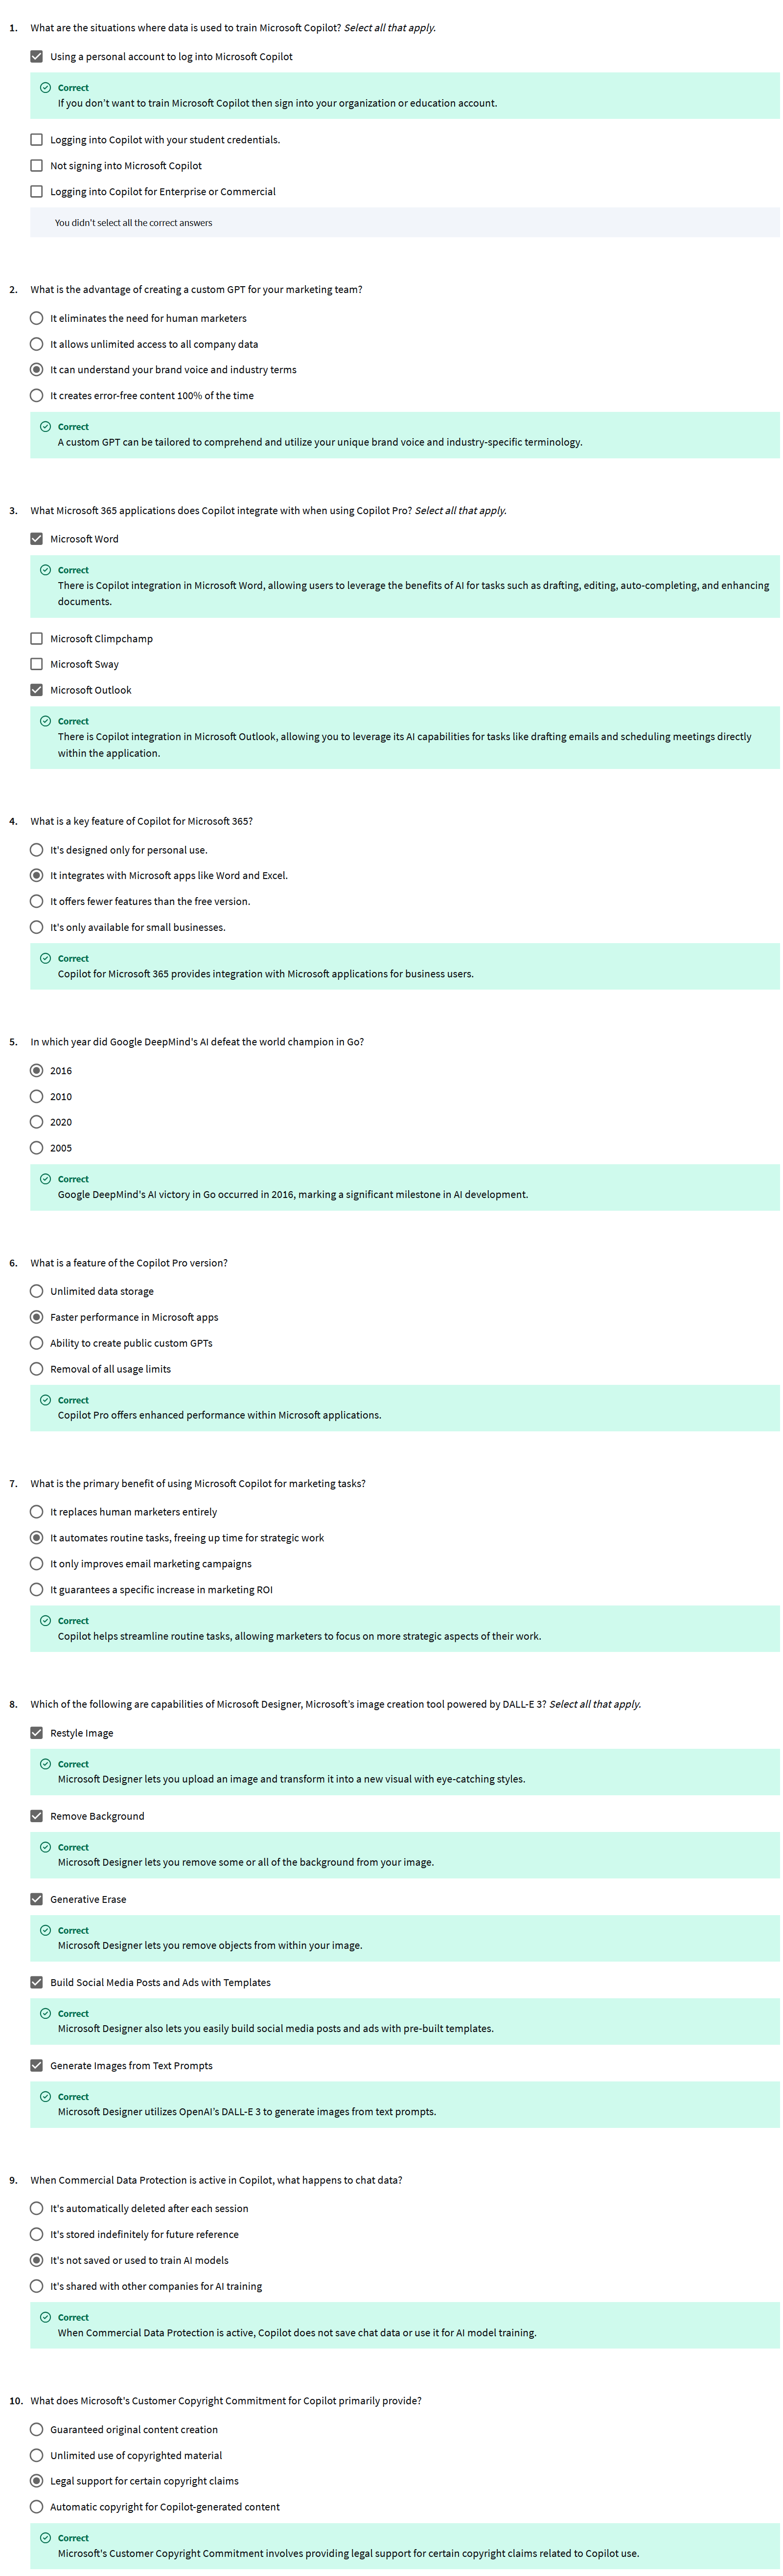 1. What are the situations where data is used to train Microsoft Copilot? Select all that apply.
Using a personal account to log into Microsoft Copilot
Correct
If you don't want to train Microsoft Copilot then sign into your organization or education account.
Logging into Copilot with your student credentials.
Not signing into Microsoft Copilot
Logging into Copilot for Enterprise or Commercial
You didn't select all the correct answers
2. What is the advantage of creating a custom GPT for your marketing team?
It eliminates the need for human marketers
It allows unlimited access to all company data
It can understand your brand voice and industry terms
It creates error-free content 100% of the time
Correct
A custom GPT can be tailored to comprehend and utilize your unique brand voice and industry-specific terminology.
3. What Microsoft 365 applications does Copilot integrate with when using Copilot Pro? Select all that apply.
Microsoft Word
Correct
There is Copilot integration in Microsoft Word, allowing users to leverage the benefits of AI for tasks such as drafting, editing, auto-completing, and enhancing
documents.
Microsoft Climpchamp
Microsoft Sway
Microsoft Outlook
Correct
There is Copilot integration in Microsoft Outlook, allowing you to leverage its AI capabilities for tasks like drafting emails and scheduling meetings directly
within the application.
4. What is a key feature of Copilot for Microsoft 365?
It's designed only for personal use.
It integrates with Microsoft apps like Word and Excel.
It offers fewer features than the free version.
It's only available for small businesses.
Correct
Copilot for Microsoft 365 provides integration with Microsoft applications for business users.
5. In which year did Google DeepMind's AI defeat the world champion in Go?
2016
2010
2020
2005
Correct
Google DeepMind's AI victory in Go occurred in 2016, marking a significant milestone in AI development.
6. What is a feature of the Copilot Pro version?
Unlimited data storage
Faster performance in Microsoft apps
Ability to create public custom GPTs
Removal of all usage limits
Correct
Copilot Pro offers enhanced performance within Microsoft applications.
7. What is the primary benefit of using Microsoft Copilot for marketing tasks?
It replaces human marketers entirely
It automates routine tasks, freeing up time for strategic work
It only improves email marketing campaigns
It guarantees a specific increase in marketing ROI
Correct
Copilot helps streamline routine tasks, allowing marketers to focus on more strategic aspects of their work.
8. Which of the following are capabilities of Microsoft Designer, Microsoft’s image creation tool powered by DALL-E 3? Select all that apply.
Restyle Image
Correct
Microsoft Designer lets you upload an image and transform it into a new visual with eye-catching styles.
Remove Background
Correct
Microsoft Designer lets you remove some or all of the background from your image.
Generative Erase
Correct
Microsoft Designer lets you remove objects from within your image.
Build Social Media Posts and Ads with Templates
Correct
Microsoft Designer also lets you easily build social media posts and ads with pre-built templates.
Generate Images from Text Prompts
Correct
Microsoft Designer utilizes OpenAI’s DALL-E 3 to generate images from text prompts.
9. When Commercial Data Protection is active in Copilot, what happens to chat data?
It's automatically deleted after each session
It's stored indefinitely for future reference
It's not saved or used to train AI models
It's shared with other companies for AI training
Correct
When Commercial Data Protection is active, Copilot does not save chat data or use it for AI model training.
10. What does Microsoft's Customer Copyright Commitment for Copilot primarily provide?
Guaranteed original content creation
Unlimited use of copyrighted material
Legal support for certain copyright claims
Automatic copyright for Copilot-generated content
Correct
Microsoft's Customer Copyright Commitment involves providing legal support for certain copyright claims related to Copilot use.